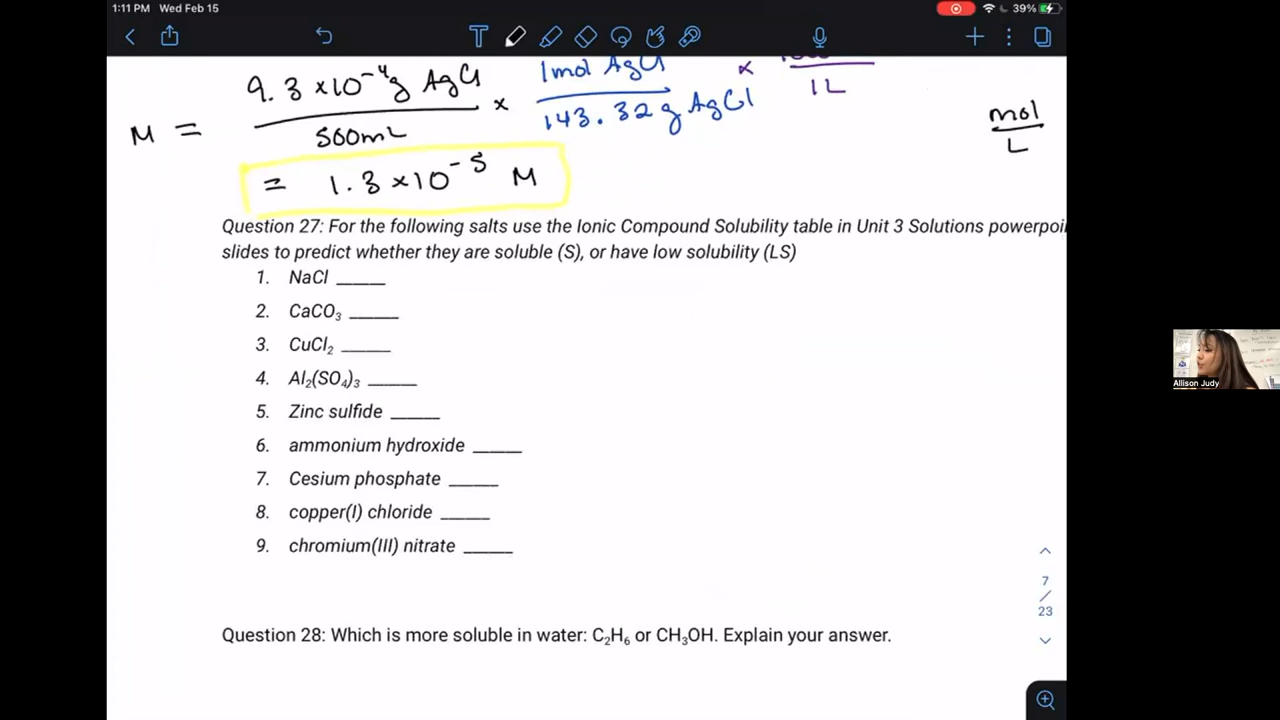 1:11 PM Wed Feb 15
39%
T
9.3 ×10⁻⁴g AgCl
1mol AgCl
×
1L
×
M =
500mL
143.32 g AgCl
mol
L
= 1.3 ×10⁻⁵ M
Question 27: For the following salts use the Ionic Compound Solubility table in Unit 3 Solutions
slides to predict whether they are soluble (S), or have low solubility (LS)
1. NaCl _____
2. CaCO₃ _____
3. CuCl₂ _____
4. Al₂(SO₄)₃ _____
5. Zinc sulfide _____
6. ammonium hydroxide _____
7. Cesium phosphate _____
8. copper(I) chloride _____
9. chromium(III) nitrate _____
7
/
23
Question 28: Which is more soluble in water: C₂H₆ or CH₃OH. Explain your answer.
Allison Judy